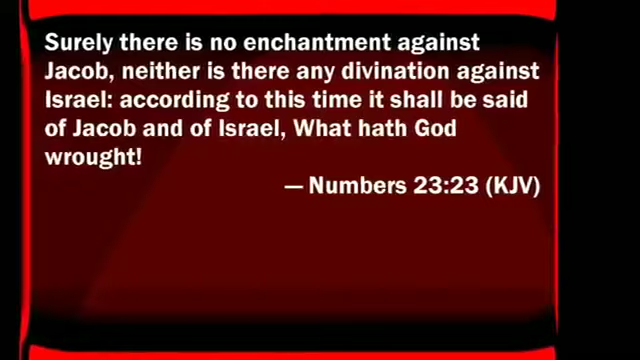 Surely there is no enchantment against
Jacob, neither is there any divination against
Israel: according to this time it shall be said
of Jacob and of Israel, What hath God
wrought!
— Numbers 23:23 (KJV)